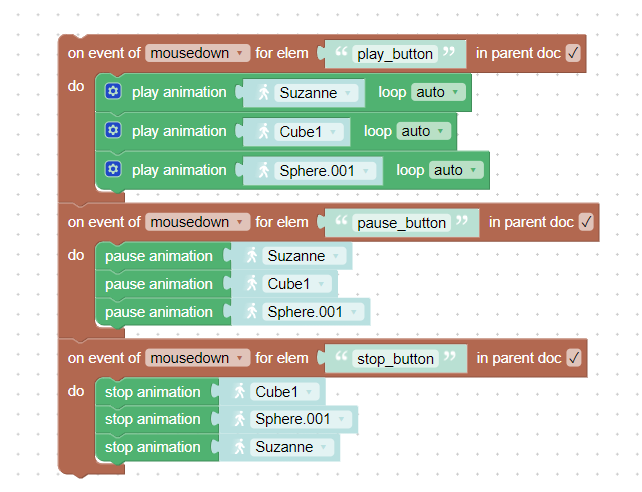 on event of mousedown for elem “ play_button ” in parent doc
do play animation Suzanne loop auto
play animation Cube1 loop auto
play animation Sphere.001 loop auto
on event of mousedown for elem “ pause_button ” in parent doc
do pause animation Suzanne
pause animation Cube1
pause animation Sphere.001
on event of mousedown for elem “ stop_button ” in parent doc
do stop animation Cube1
stop animation Sphere.001
stop animation Suzanne